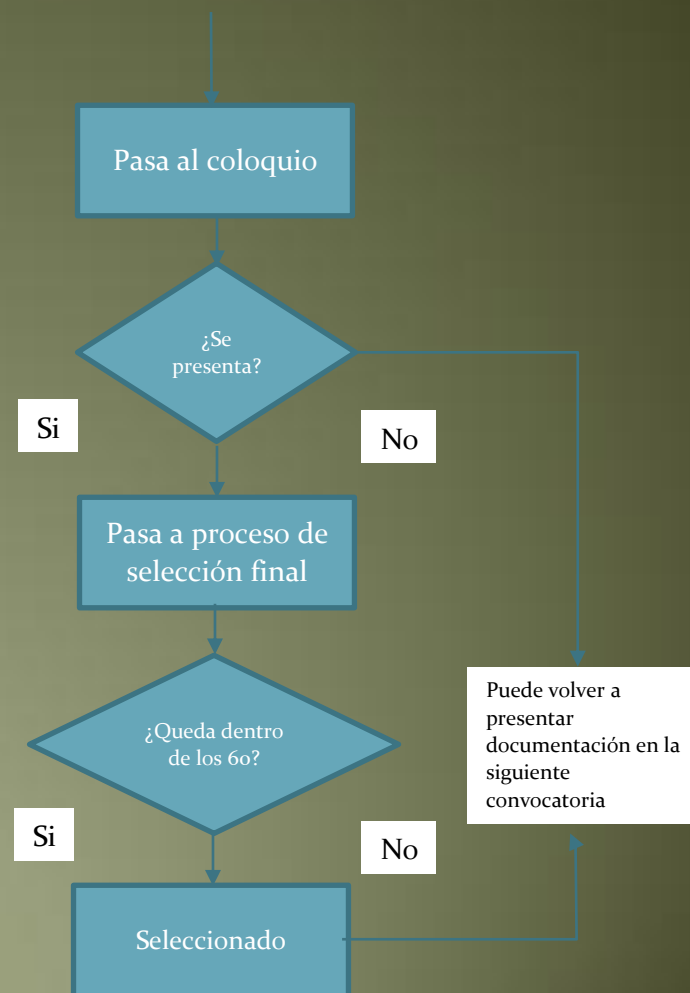 Pasa al coloquio
¿Se
presenta?
Si
No
Pasa a proceso de
selección final
¿Queda dentro
de los 60?
Puede volver a
presentar
documentación en la
siguiente
convocatoria
Si
No
Seleccionado